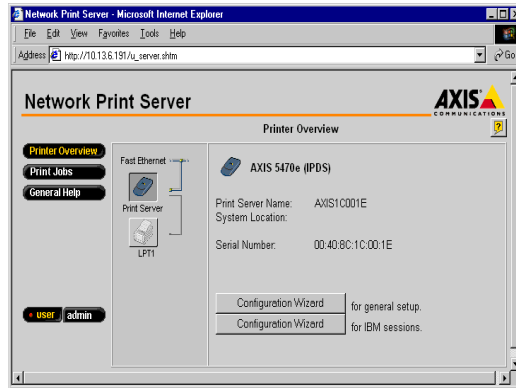 Network Print Server - Microsoft Internet Explorer
File Edit View Favorites Tools Help
Address http://10.13.6.191/u_server.shtm Go
Network Print Server
AXIS
COMMUNICATIONS
Printer Overview
?
Printer Overview
Print Jobs
General Help
Fast Ethernet
Print Server
LPT1
AXIS 5470e (IPDS)
Print Server Name: AXIS1C001E
System Location:
Serial Number: 00:40:8C:1C:00:1E
Configuration Wizard for general setup.
Configuration Wizard for IBM sessions.
user admin